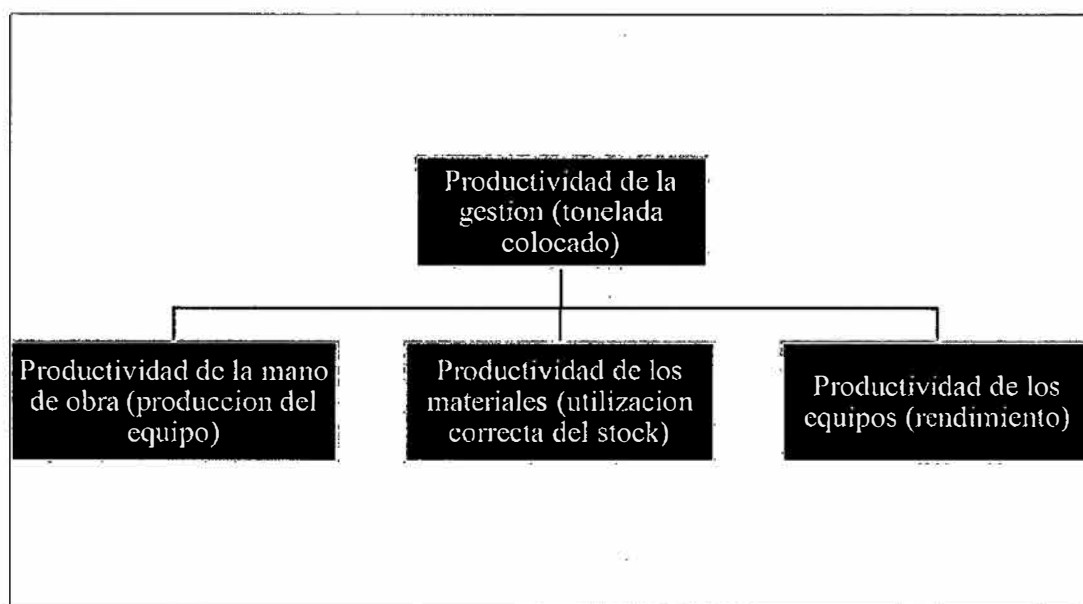 Productividad de la
gestion (tonelada
colocado)
Productividad de la mano
de obra (produccion del
equipo)
Productividad de los
materiales (utilizacion
correcta del stock)
Productividad de los
equipos (rendimiento)